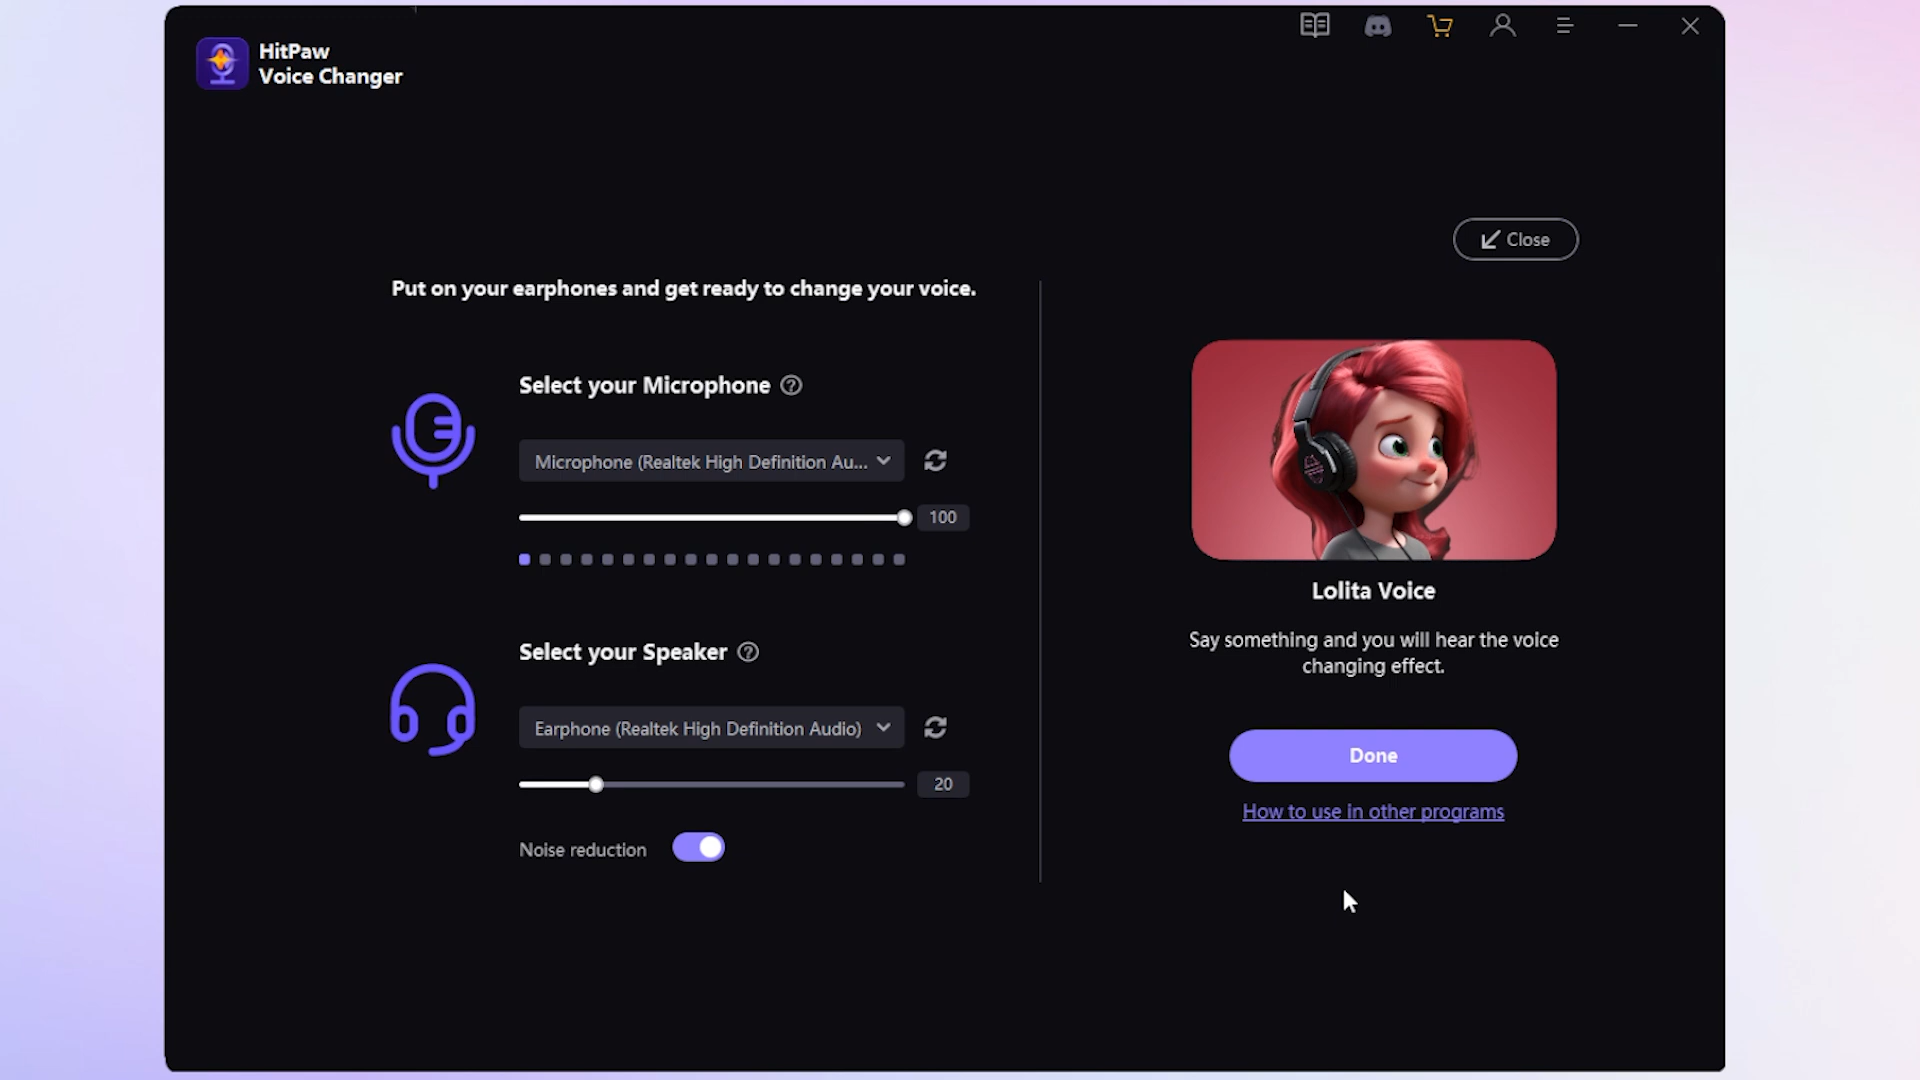 HitPaw
Voice Changer
Close
Put on your earphones and get ready to change your voice.
Select your Microphone
Microphone (Realtek High Definition Au...
100
Select your Speaker
Earphone (Realtek High Definition Audio)
20
Noise reduction
Lolita Voice
Say something and you will hear the voice
changing effect.
Done
How to use in other programs